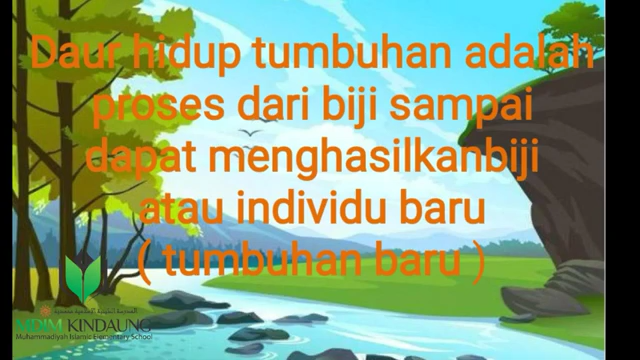 Daur hidup tumbuhan adalah
proses dari biji sampai
dapat menghasilkanbiji
atau individu baru
( tumbuhan baru )
MDIM KINDAUNG
Muhammadiyah Islamic Elementary School